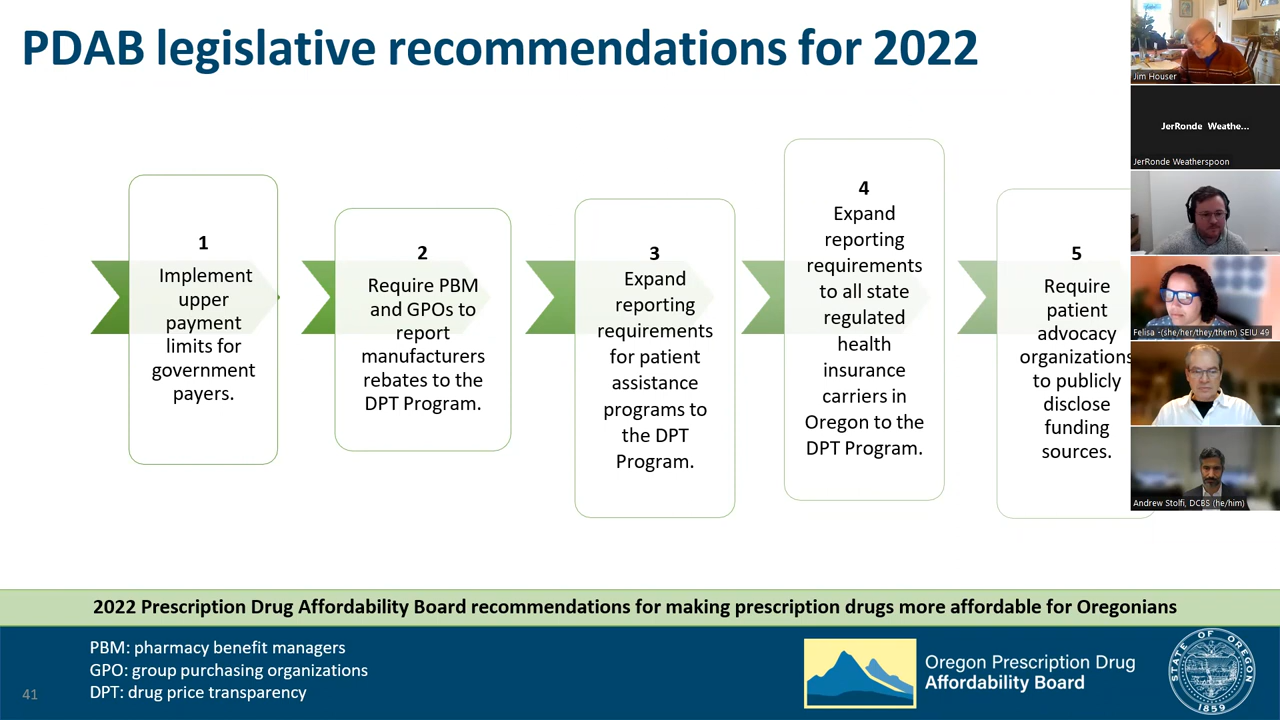 PDAB legislative recommendations for 2022
1
Implement
upper
payment
limits for
government
payers.
2
Require PBM
and GPOs to
report
manufacturers
rebates to the
DPT Program.
3
Expand
reporting
requirements
for patient
assistance
programs to
the DPT
Program.
4
Expand
reporting
requirements
to all state
regulated
health
insurance
carriers in
Oregon to the
DPT Program.
5
Require
patient
advocacy
organizations
to publicly
disclose
funding
sources.
Jim Houser
JerRonde Weathe...
JerRonde Weatherspoon
Felisa -(she/her/they/them) SEIU 49
Andrew Stolfi, DCBS (he/him)
2022 Prescription Drug Affordability Board recommendations for making prescription drugs more affordable for Oregonians
PBM: pharmacy benefit managers
GPO: group purchasing organizations
DPT: drug price transparency
41
Oregon Prescription Drug
Affordability Board
STATE OF OREGON
1859